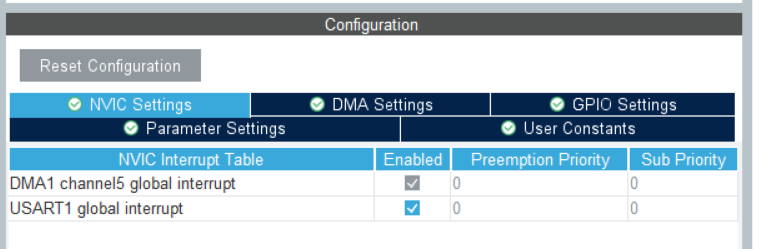 Configuration
Reset Configuration
NVIC Settings DMA Settings GPIO Settings
Parameter Settings User Constants
NVIC Interrupt Table Enabled Preemption Priority Sub Priority
DMA1 channel5 global interrupt 0 0
USART1 global interrupt 0 0